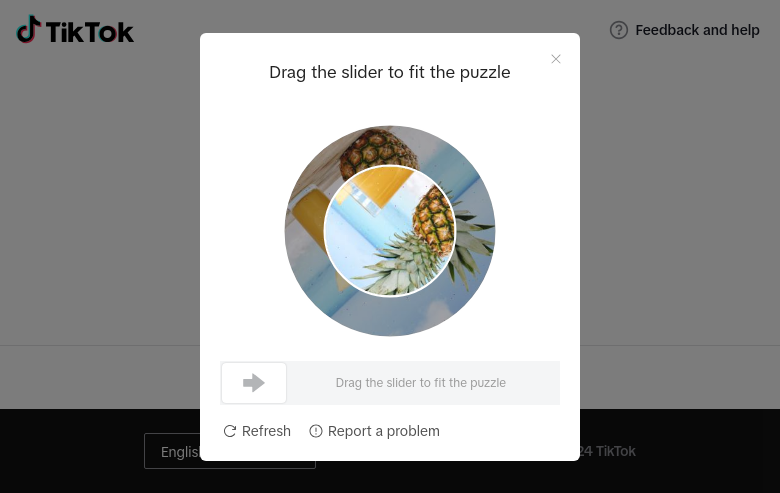 TikTok
Feedback and help
Drag the slider to fit the puzzle
Drag the slider to fit the puzzle
Refresh
Report a problem
English
24 TikTok